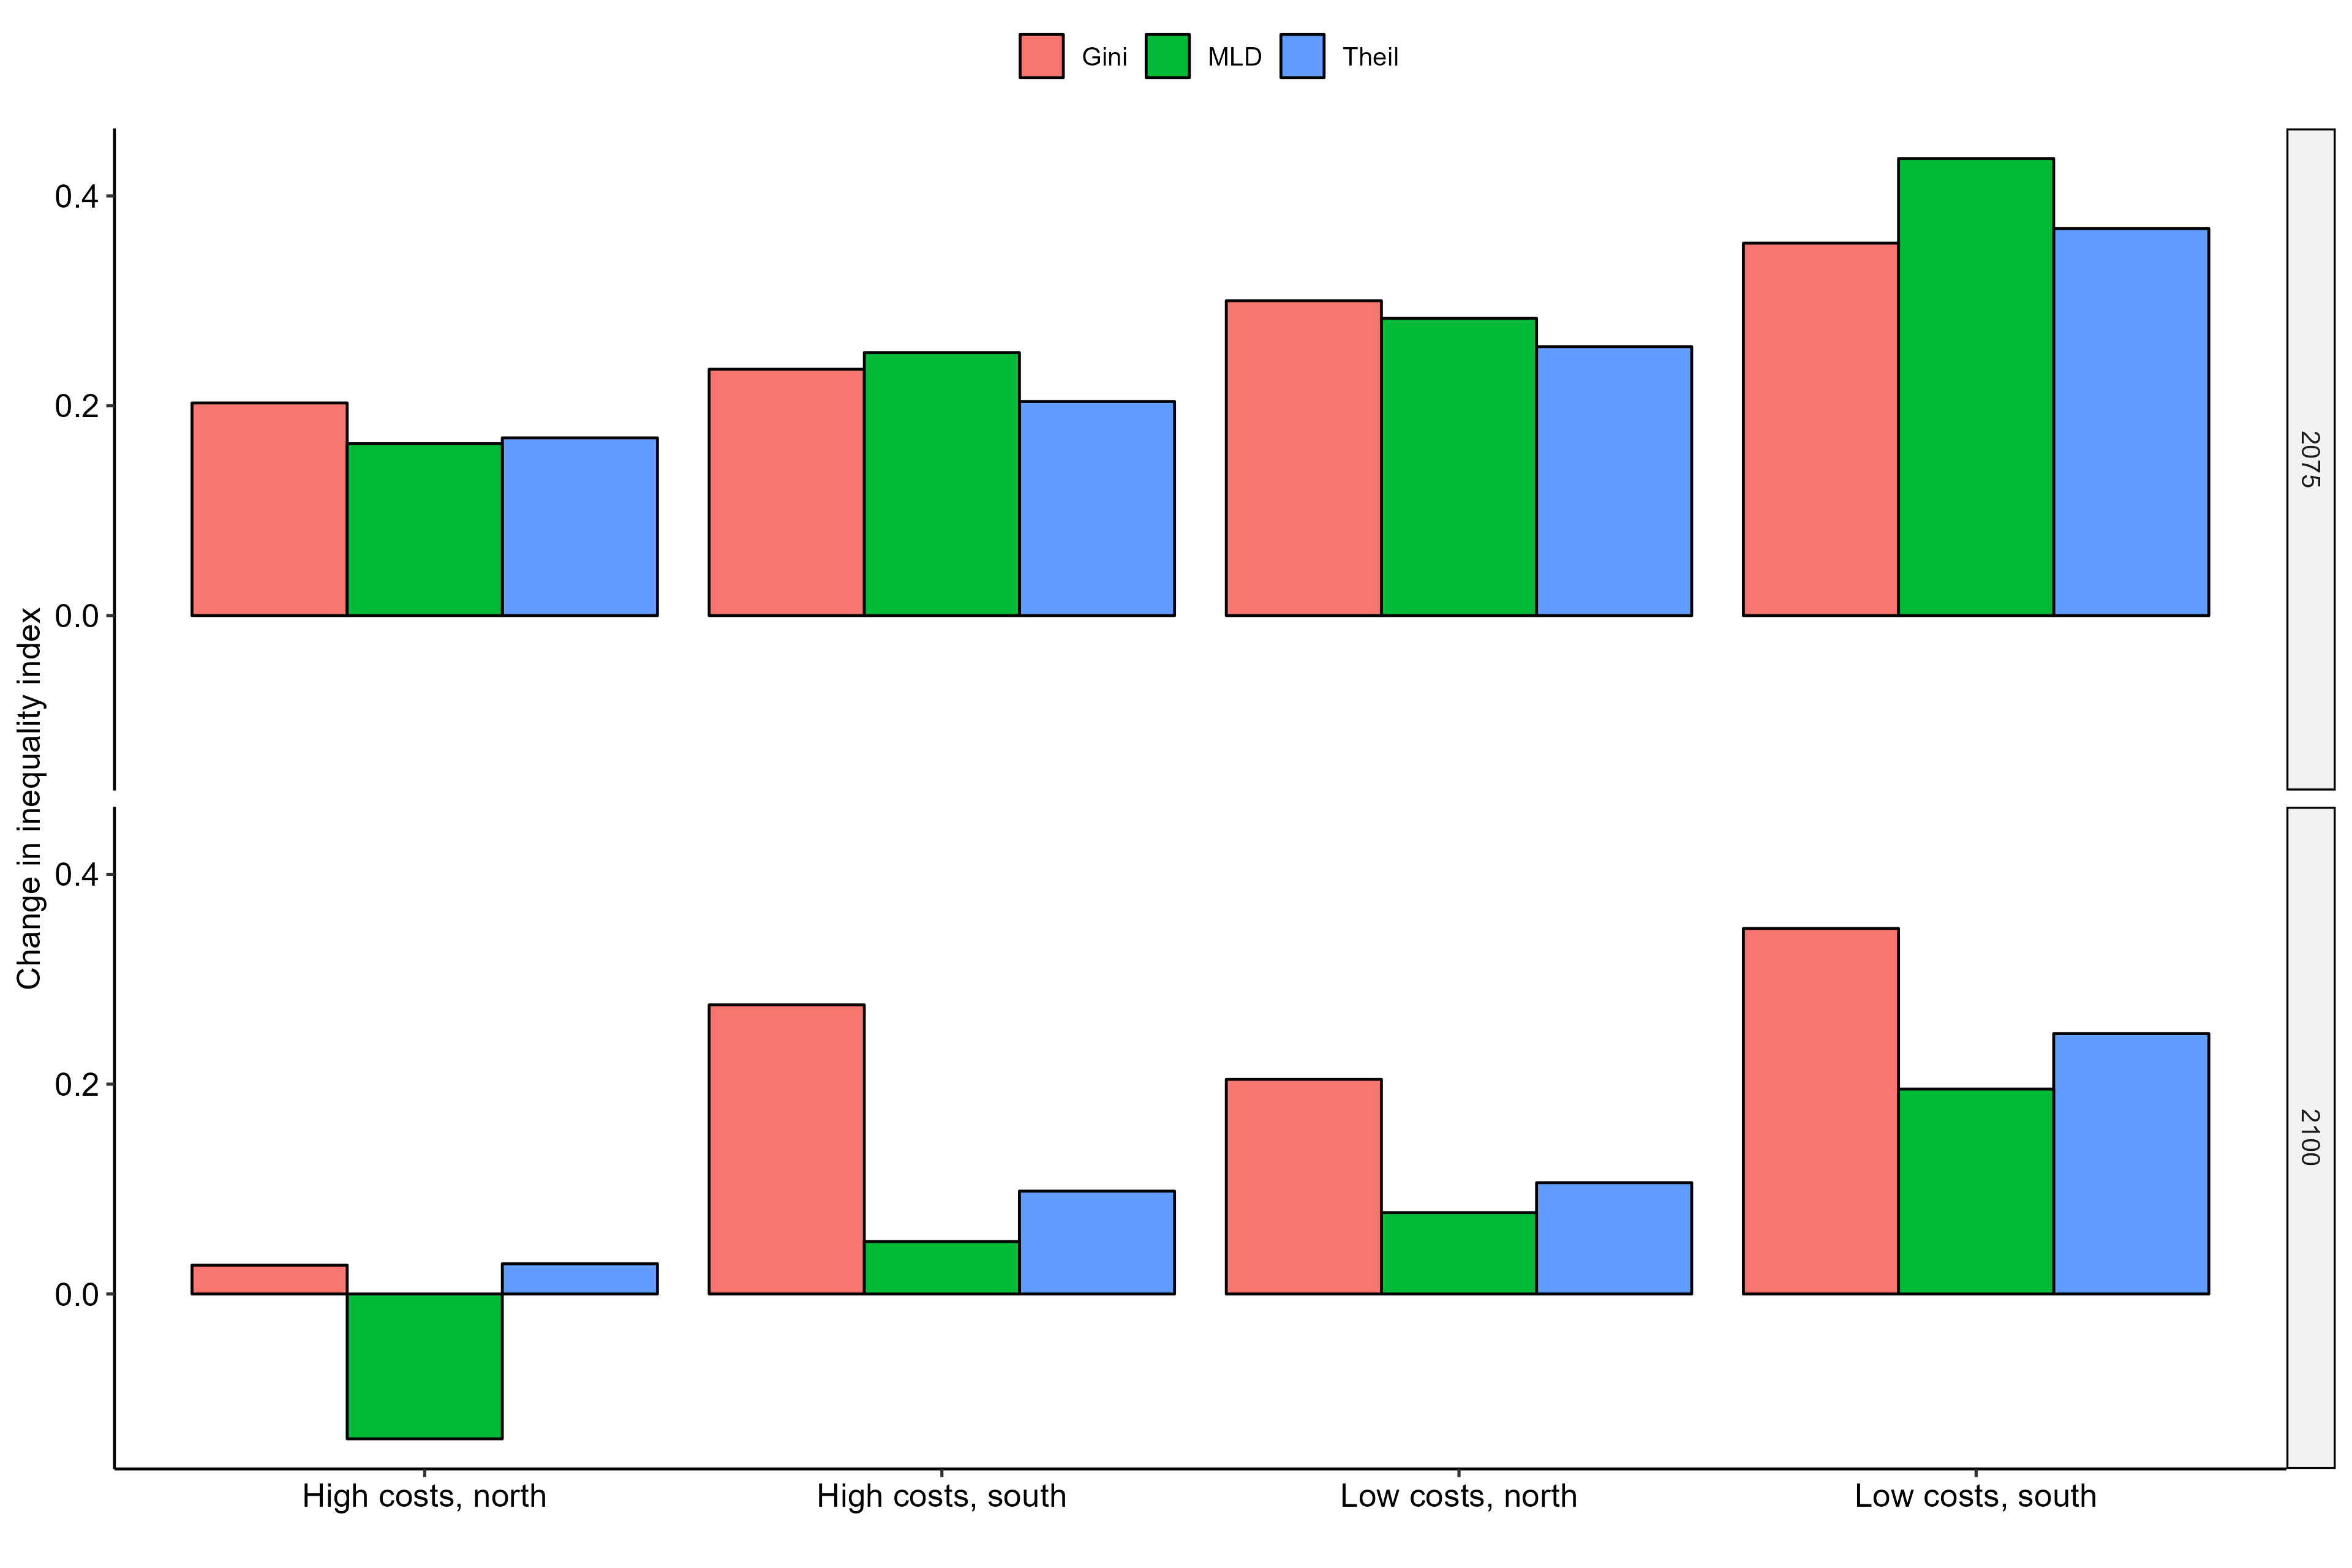 Gini MLD Theil
Change in inequality index
0.4
0.2
0.0
2075
0.4
0.2
0.0
2100
High costs, north High costs, south Low costs, north Low costs, south